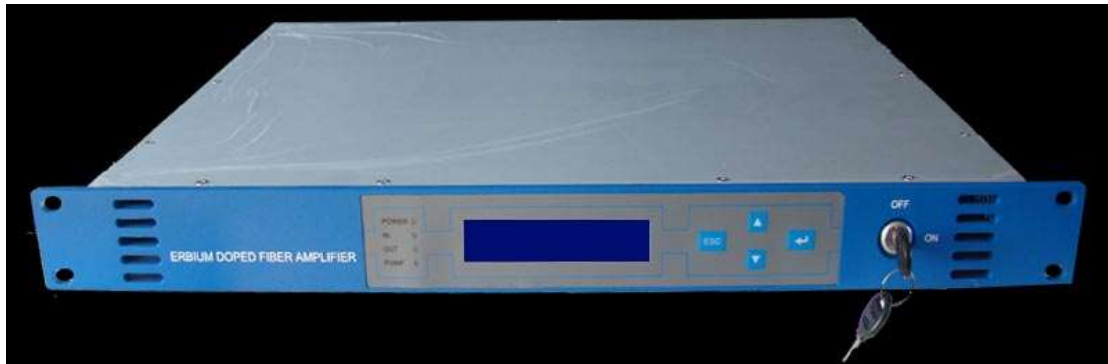 ERBIUM DOPED FIBER AMPLIFIER
POWER
IN
OUT
PUMP
ESC
OFF
ON